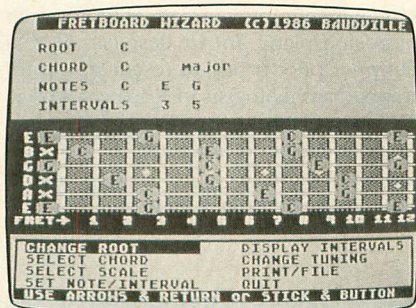 FRETBOARD WIZARD (c)1986 BAUDVILLE
ROOT C
CHORD C major
NOTES C E G
INTERVALS 3 5
E E G C E
B X C G
G G C E G
D X E G C
A X C E G
E E G C E
FRET→ 1 2 3 4 5 6 7 8 9 10 11 12
CHANGE ROOT DISPLAY INTERVALS
SELECT CHORD CHANGE TUNING
SELECT SCALE PRINT/FILE
SET NOTE/INTERVAL QUIT
USE ARROWS & RETURN or STICK & BUTTON